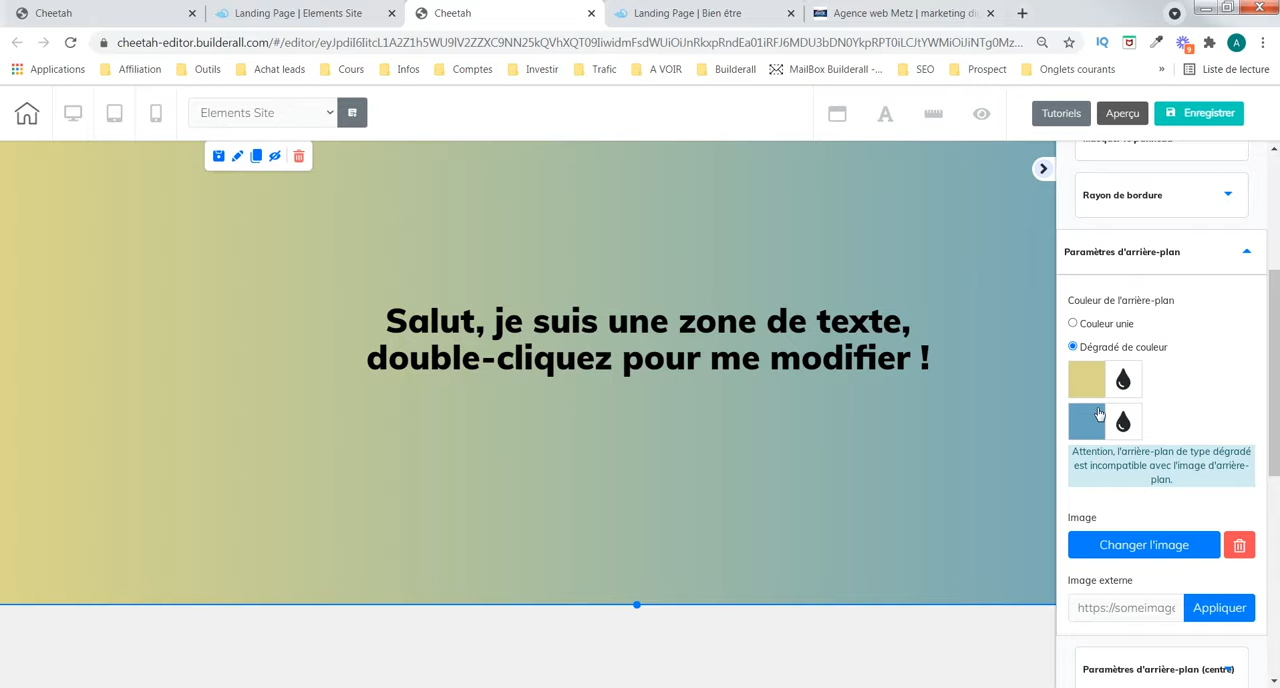 Cheetah
Landing Page | Elements Site
Cheetah
Landing Page | Bien être
Agence web Metz | marketing di
cheetah-editor.builderall.com/#/editor/eyJpdiI6IitcL1A2Z1h5WU9lV2Z7ZXC9NN25kQVhXQT09IiwidmFsdWUiOiJnRkxpRndEa01iRFJ6MDU3bDN0YkpRPT0iLCJtYWMiOiJiNTg0Mz...
Applications
Affiliation
Outils
Achat leads
Cours
Infos
Comptes
Investir
Trafic
A VOIR
Builderall
MailBox Builderall -...
SEO
Prospect
Onglets courants
»
Liste de lecture
Elements Site
Tutoriels
Aperçu
Enregistrer
Salut, je suis une zone de texte,
double-cliquez pour me modifier !
Rayon de bordure
Paramètres d'arrière-plan
Couleur de l'arrière-plan
Couleur unie
Dégradé de couleur
Attention, l'arrière-plan de type dégradé
est incompatible avec l'image d'arrière-
plan.
Image
Changer l'image
Image externe
https://someimage
Appliquer
Paramètres d'arrière-plan (centre)